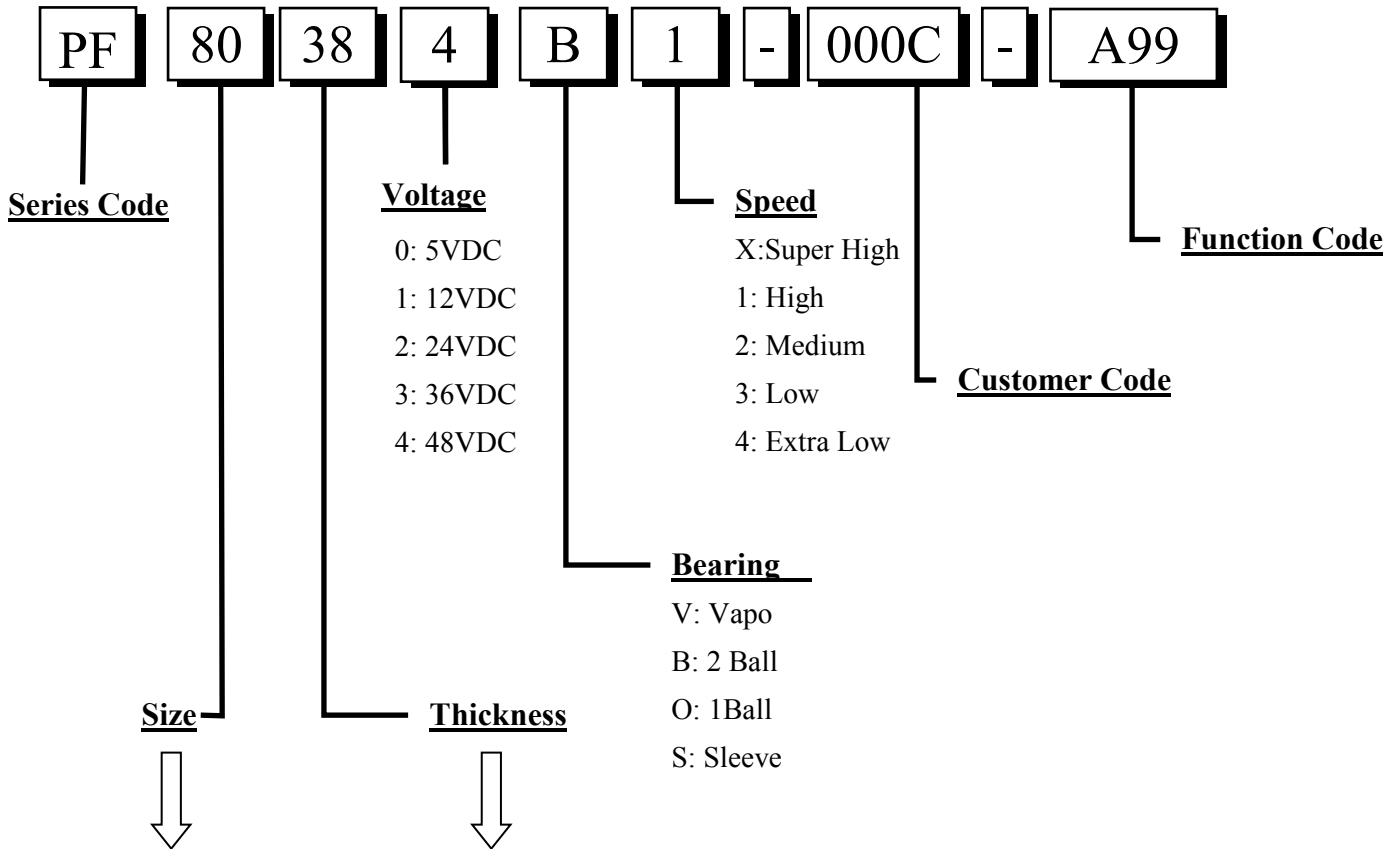 PF 80 38 4 B 1 - 000C - A99
Series Code
Voltage
0: 5VDC
1: 12VDC
2: 24VDC
3: 36VDC
4: 48VDC
Speed
X:Super High
1: High
2: Medium
3: Low
4: Extra Low
Function Code
Customer Code
Bearing
V: Vapo
B: 2 Ball
O: 1Ball
S: Sleeve
Size
Thickness